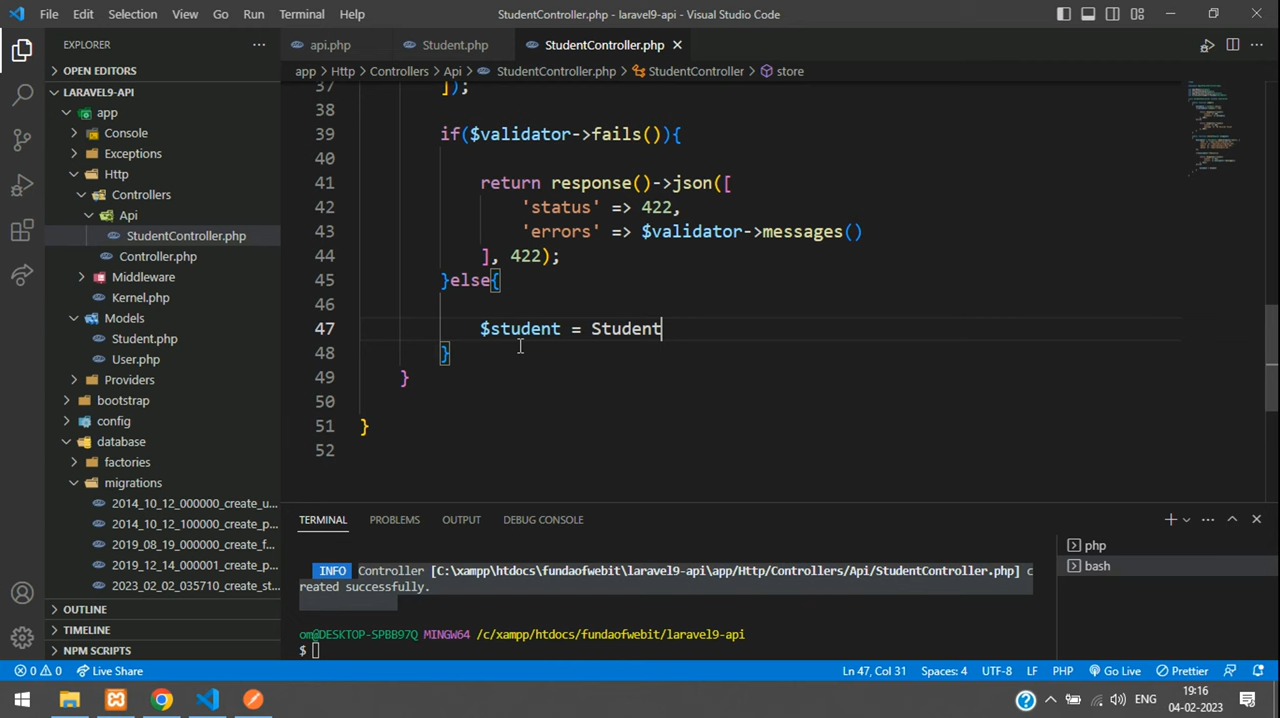 File Edit Selection View Go Run Terminal Help StudentController.php - laravel9-api - Visual Studio Code
EXPLORER
api.php Student.php StudentController.php
OPEN EDITORS
app > Http > Controllers > Api > StudentController.php > StudentController > store
LARAVEL9-API
app
Console
Exceptions
Http
Controllers
Api
StudentController.php
Controller.php
Middleware
Kernel.php
Models
Student.php
User.php
Providers
bootstrap
config
database
factories
migrations
2014_10_12_000000_create_u...
2014_10_12_100000_create_p...
2019_08_19_000000_create_f...
2019_12_14_000001_create_p...
2023_02_02_035710_create_st...
OUTLINE
TIMELINE
NPM SCRIPTS
37 ]);
38
39 if($validator->fails()){
40
41 return response()->json([
42 'status' => 422,
43 'errors' => $validator->messages()
44 ], 422);
45 }else{
46
47 $student = Student
48 }
49 }
50
51 }
52
TERMINAL PROBLEMS OUTPUT DEBUG CONSOLE
INFO Controller [C:\xampp\htdocs\fundaofwebit\laravel9-api\app/Http/Controllers/Api/StudentController.php] c
reated successfully.
om@DESKTOP-SPBB97Q MINGW64 /c/xampp/htdocs/fundaofwebit/laravel9-api
$
php
bash
0 0 Live Share Ln 47, Col 31 Spaces: 4 UTF-8 LF PHP Go Live Prettier
ENG 19:16
04-02-2023